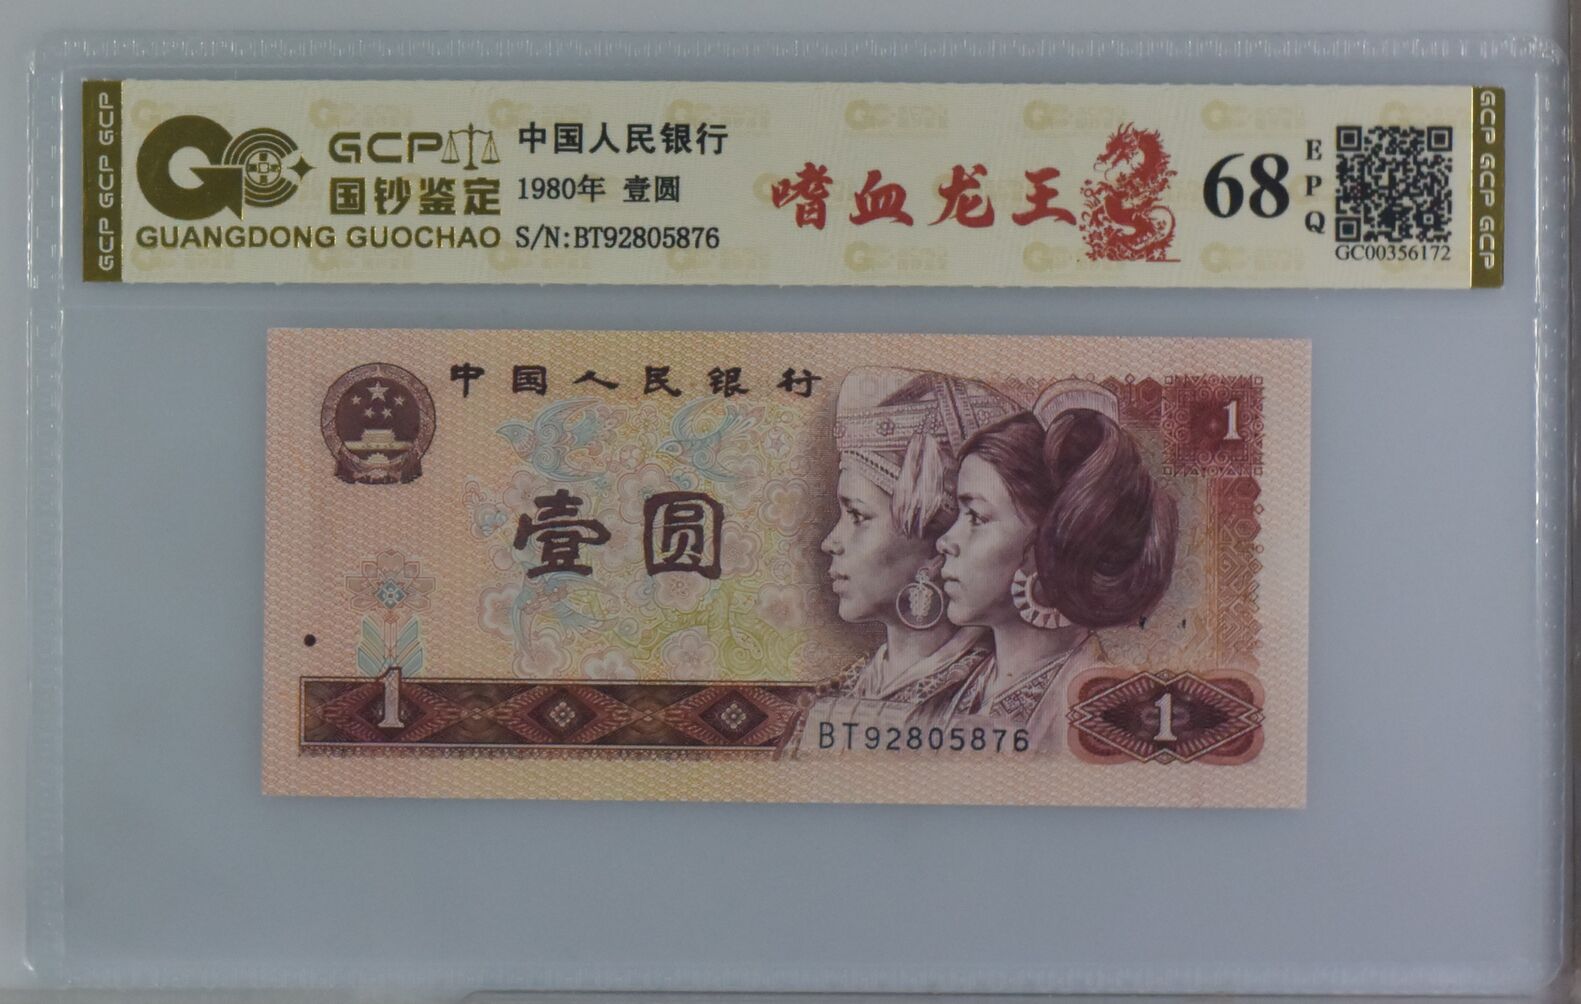 GCP GCP GCP
GCP
国钞鉴定
GUANGDONG GUOCHAO
中国人民银行
1980年 壹圆
S/N:BT92805876
嗜血龙王
68
EPQ
GC00356172
GCP GCP GCP
中国人民银行
1
壹圆
1
BT92805876
1